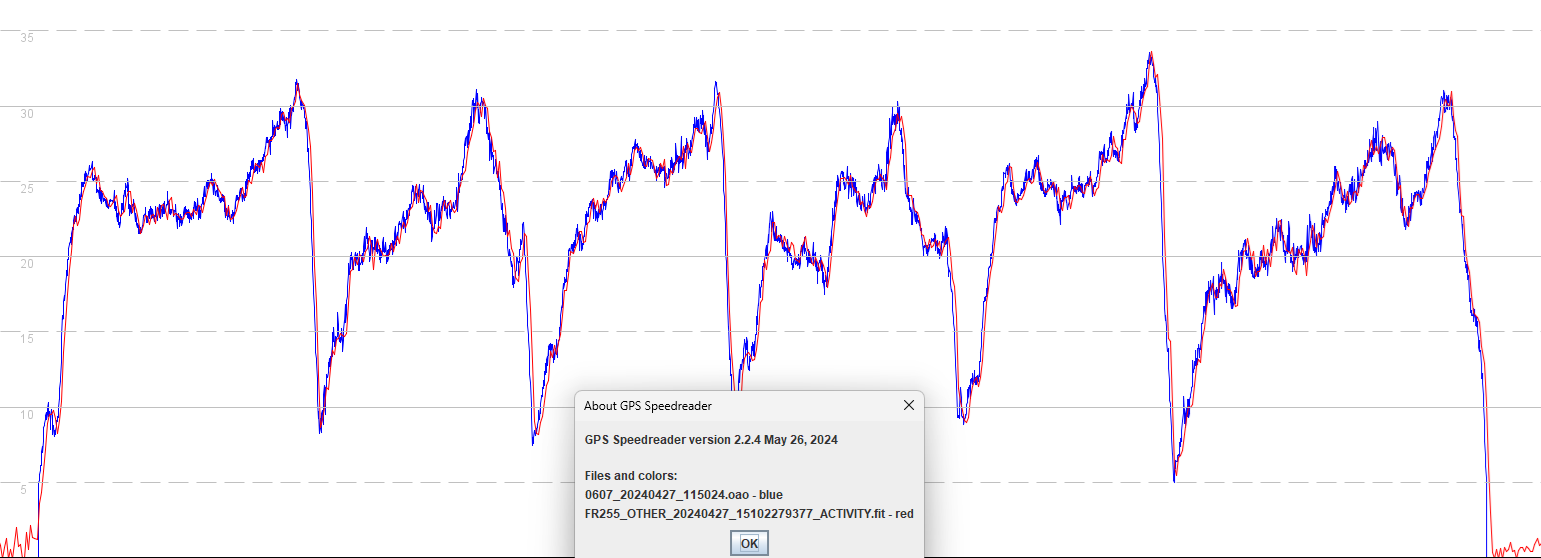 35
30
25
20
15
10
5
About GPS Speedreader
GPS Speedreader version 2.2.4 May 26, 2024
Files and colors:
0607_20240427_115024.oao - blue
FR255_OTHER_20240427_15102279377_ACTIVITY.fit - red
OK